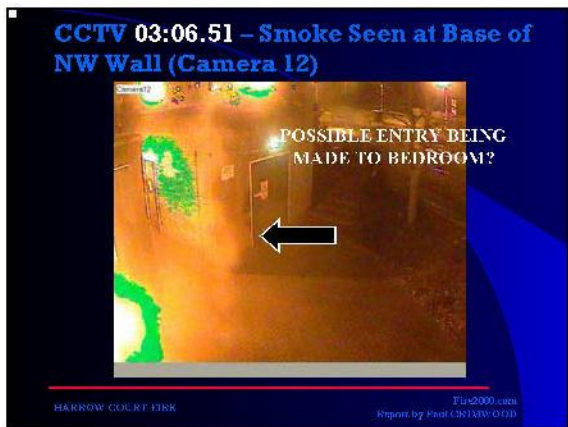 CCTV 03:06.51 – Smoke Seen at Base of
NW Wall (Camera 12)
Camera12
POSSIBLE ENTRY BEING
MADE TO BEDROOM?
HARROW COURT FIRE
Fire2000.com
Report by Paul GRIMWOOD